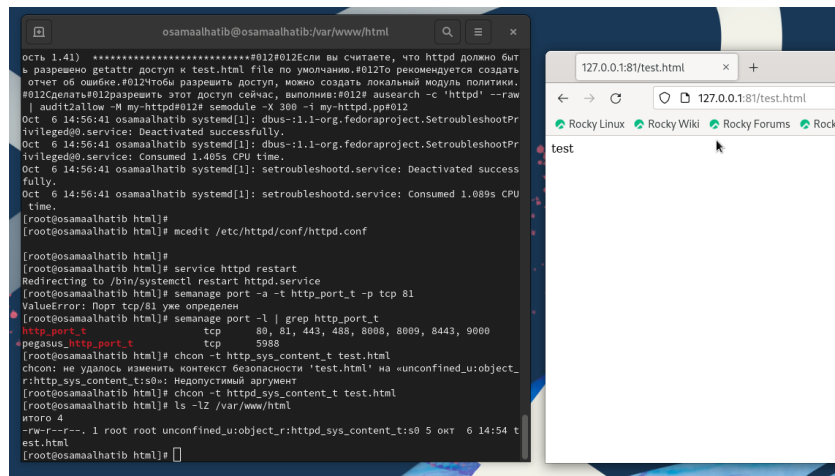 osamaalhatib@osamaalhatib:/var/www/html
ость 1.41)  ***************************#012#012Если вы считаете, что httpd должно быт
ь разрешено getattr доступ к test.html file по умолчанию.#012То рекомендуется создать
 отчет об ошибке.#012Чтобы разрешить доступ, можно создать локальный модуль политики.
#012Сделать#012разрешить этот доступ сейчас, выполнив:#012# ausearch -c 'httpd' --raw
 | audit2allow -M my-httpd#012# semodule -X 300 -i my-httpd.pp#012
Oct  6 14:56:41 osamaalhatib systemd[1]: dbus-:1.1-org.fedoraproject.SetroubleshootPr
ivileged@0.service: Deactivated successfully.
Oct  6 14:56:41 osamaalhatib systemd[1]: dbus-:1.1-org.fedoraproject.SetroubleshootPr
ivileged@0.service: Consumed 1.405s CPU time.
Oct  6 14:56:41 osamaalhatib systemd[1]: setroubleshootd.service: Deactivated success
fully.
Oct  6 14:56:41 osamaalhatib systemd[1]: setroubleshootd.service: Consumed 1.089s CPU
 time.
[root@osamaalhatib html]#
[root@osamaalhatib html]# mcedit /etc/httpd/conf/httpd.conf
[root@osamaalhatib html]#
[root@osamaalhatib html]# service httpd restart
Redirecting to /bin/systemctl restart httpd.service
[root@osamaalhatib html]# semanage port -a -t http_port_t -p tcp 81
ValueError: Порт tcp/81 уже определен
[root@osamaalhatib html]# semanage port -l | grep http_port_t
http_port_t                    tcp      80, 81, 443, 488, 8008, 8009, 8443, 9000
pegasus_http_port_t            tcp      5988
[root@osamaalhatib html]# chcon -t http_sys_content_t test.html
chcon: не удалось изменить контекст безопасности 'test.html' на «unconfined_u:object_
r:http_sys_content_t:s0»: Недопустимый аргумент
[root@osamaalhatib html]# chcon -t httpd_sys_content_t test.html
[root@osamaalhatib html]# ls -lZ /var/www/html
итого 4
-rw-r--r--. 1 root root unconfined_u:object_r:httpd_sys_content_t:s0 5 окт  6 14:54 t
est.html
[root@osamaalhatib html]#
127.0.0.1:81/test.html
127.0.0.1:81/test.html
Rocky Linux Rocky Wiki Rocky Forums Rock
test